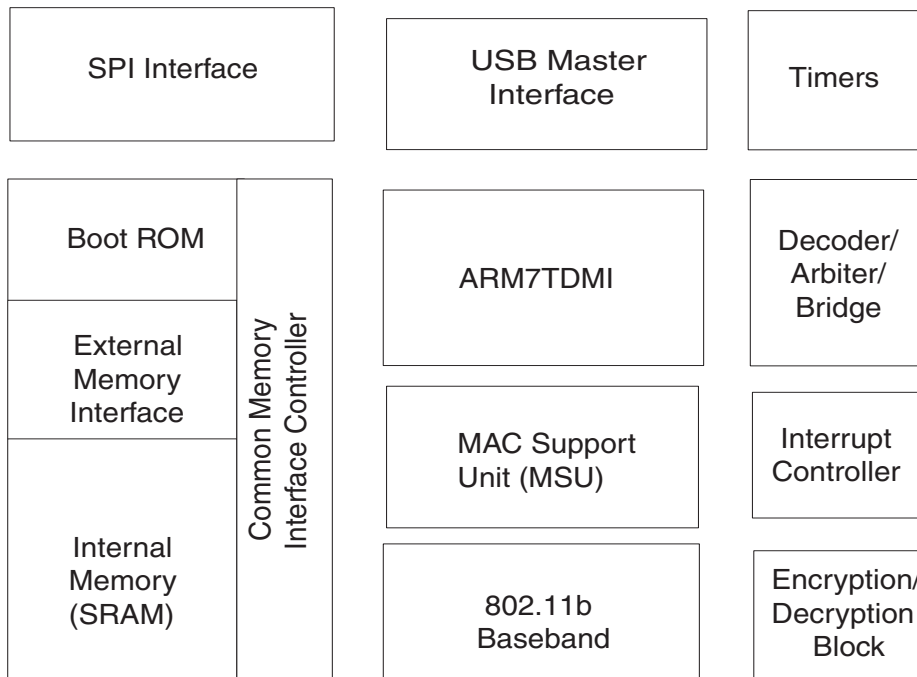 SPI Interface
USB Master
Interface
Timers
Boot ROM
External
Memory
Interface
Internal
Memory
(SRAM)
Common Memory
Interface Controller
ARM7TDMI
MAC Support
Unit (MSU)
802.11b
Baseband
Decoder/
Arbiter/
Bridge
Interrupt
Controller
Encryption/
Decryption
Block